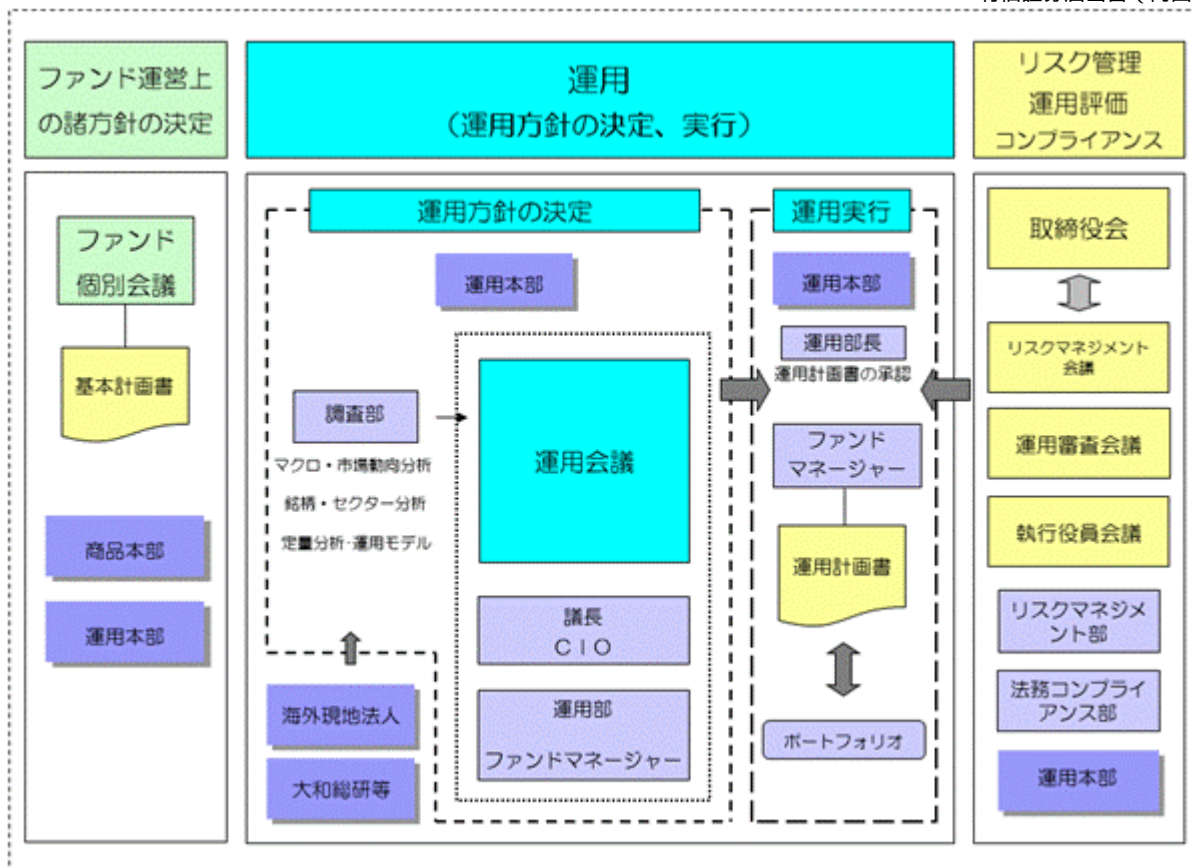 ファンド運営上
の諸方針の決定
運用
（運用方針の決定、実行）
リスク管理
運用評価
コンプライアンス
ファンド
個別会議
基本計画書
商品本部
運用本部
運用方針の決定
運用本部
調査部
マクロ・市場動向分析
銘柄・セクター分析
定量分析・運用モデル
運用会議
議長
ＣＩＯ
運用部
ファンドマネージャー
海外現地法人
大和総研等
運用実行
運用本部
運用部長
運用計画書の承認
ファンド
マネージャー
運用計画書
ポートフォリオ
取締役会
リスクマネジメント
会議
運用審査会議
執行役員会議
リスクマネジメ
ント部
法務コンプライ
アンス部
運用本部